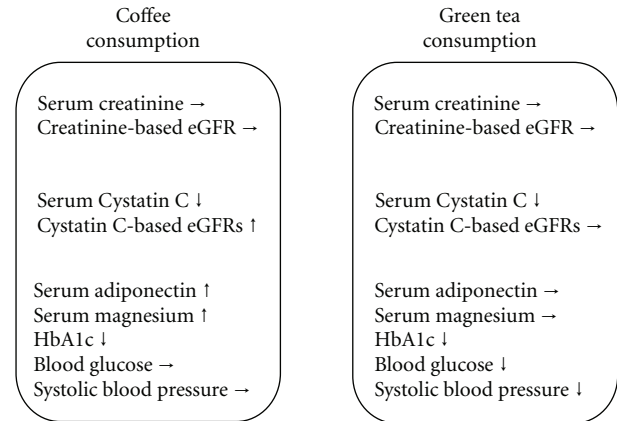 Coffee
consumption
Serum creatinine →
Creatinine-based eGFR →
Serum Cystatin C ↓
Cystatin C-based eGFRs ↑
Serum adiponectin ↑
Serum magnesium ↑
HbA1c ↓
Blood glucose →
Systolic blood pressure →
Green tea
consumption
Serum creatinine →
Creatinine-based eGFR →
Serum Cystatin C ↓
Cystatin C-based eGFRs →
Serum adiponectin →
Serum magnesium →
HbA1c ↓
Blood glucose ↓
Systolic blood pressure ↓